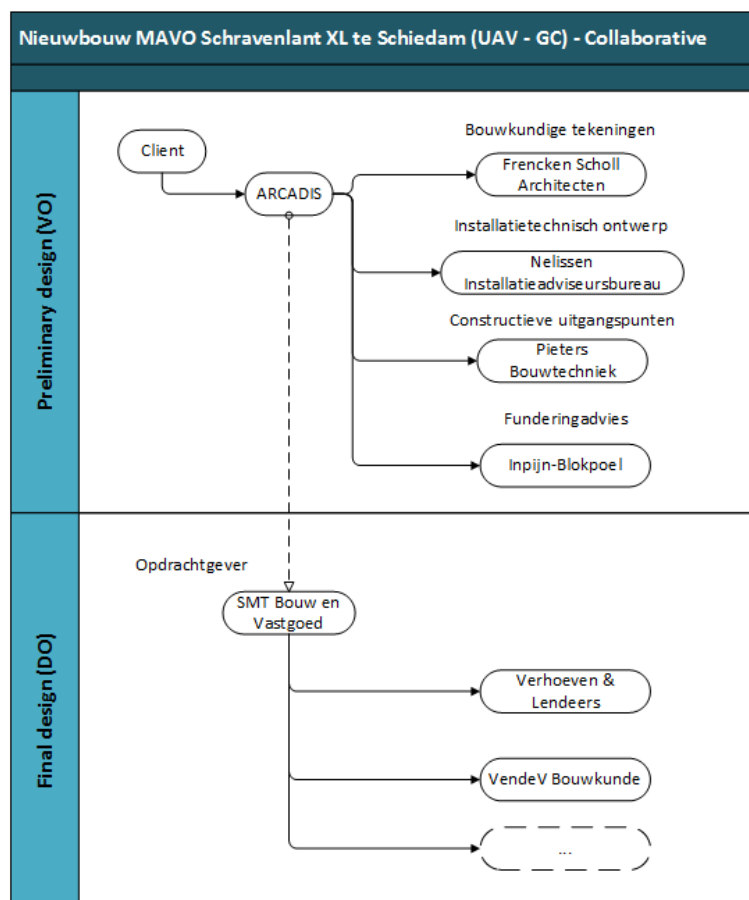 Nieuwbouw MAVO Schravenlant XL te Schiedam (UAV - GC) - Collaborative
Preliminary design (VO)
Client
ARCADIS
Bouwkundige tekeningen
Frencken Scholl
Architecten
Installatietechnisch ontwerp
Nelissen
Installatieadviseursbureau
Constructieve uitgangspunten
Pieters
Bouwtechniek
Funderingadvies
Inpijn-Blokpoel
Final design (DO)
Opdrachtgever
SMT Bouw en
Vastgoed
Verhoeven &
Lendeers
VendeV Bouwkunde
...